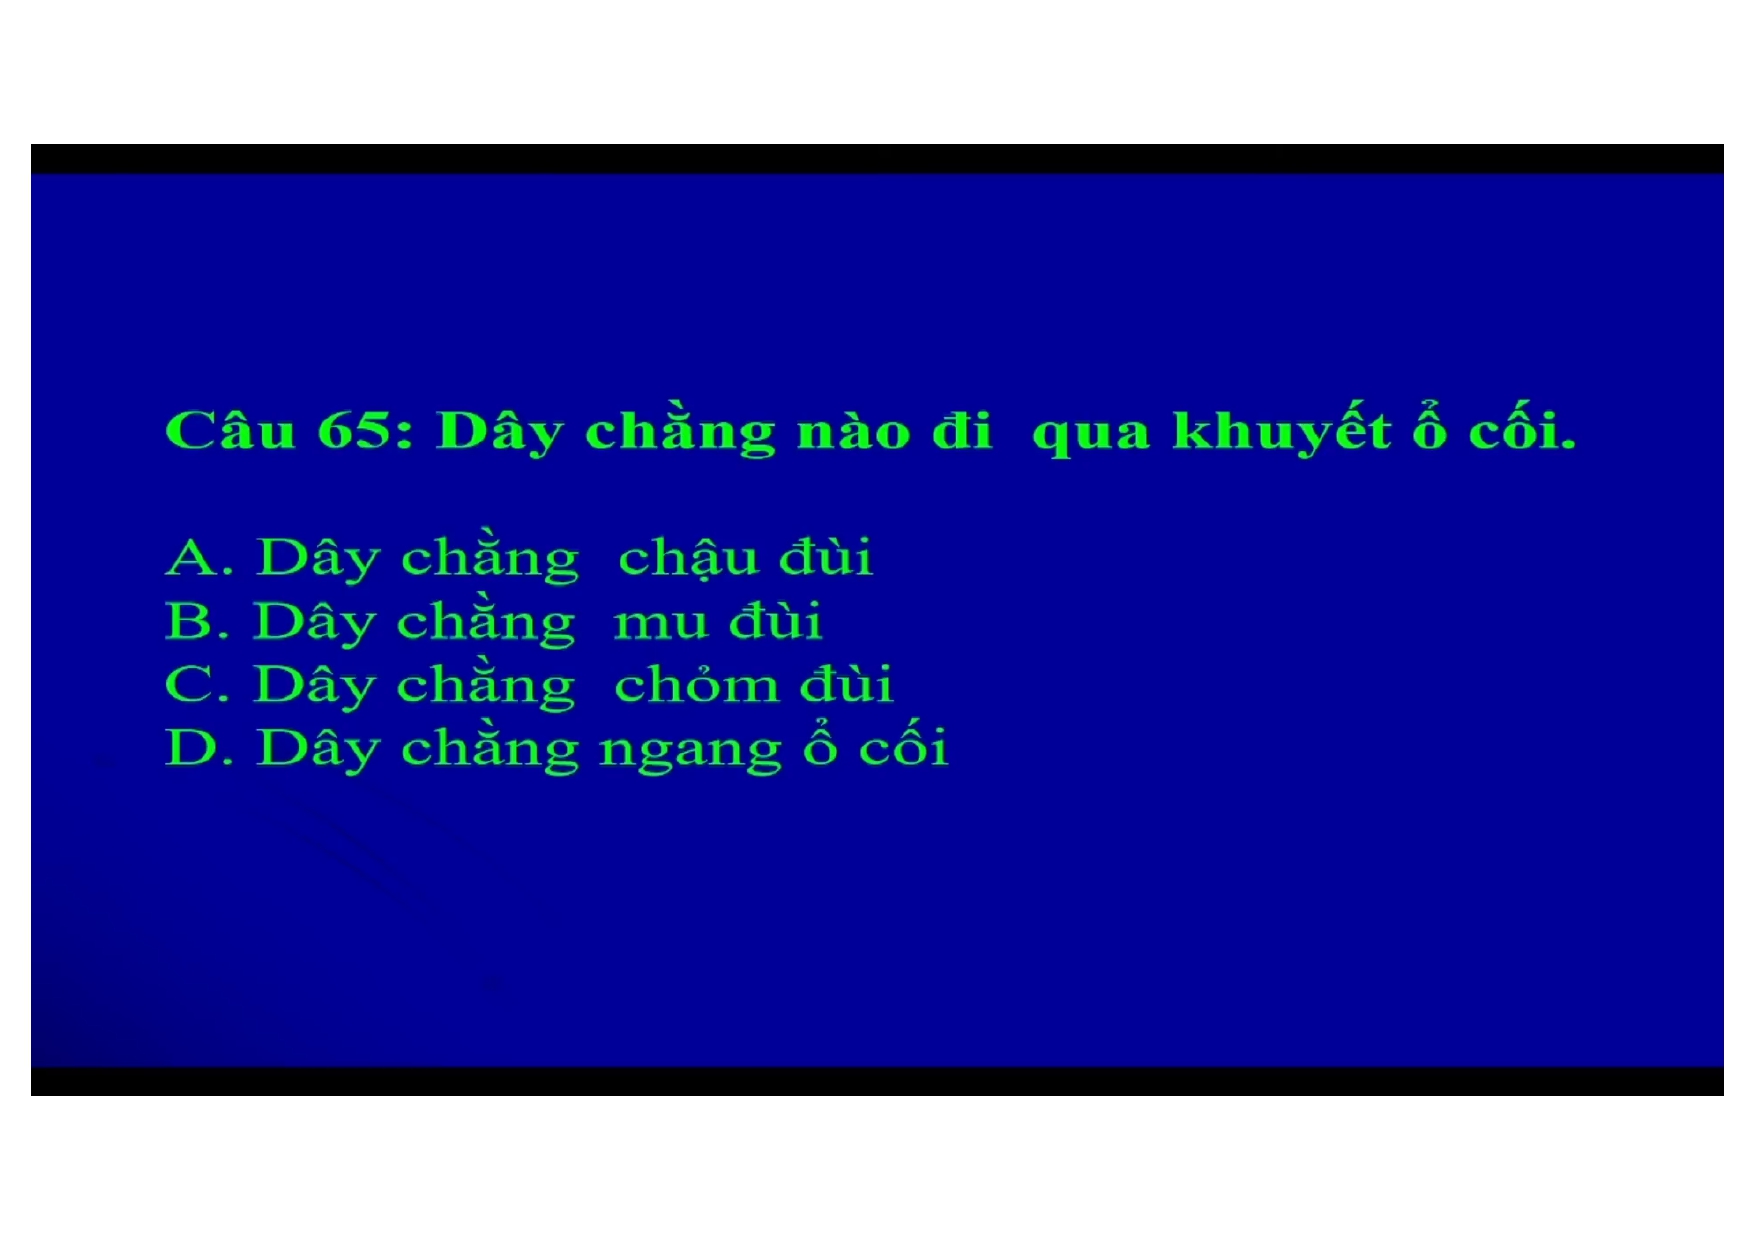 Câu 65: Dây chằng nào đi qua khuyết ổ cối.
A. Dây chằng chậu đùi
B. Dây chằng mu đùi
C. Dây chằng chỏm đùi
D. Dây chằng ngang ổ cối